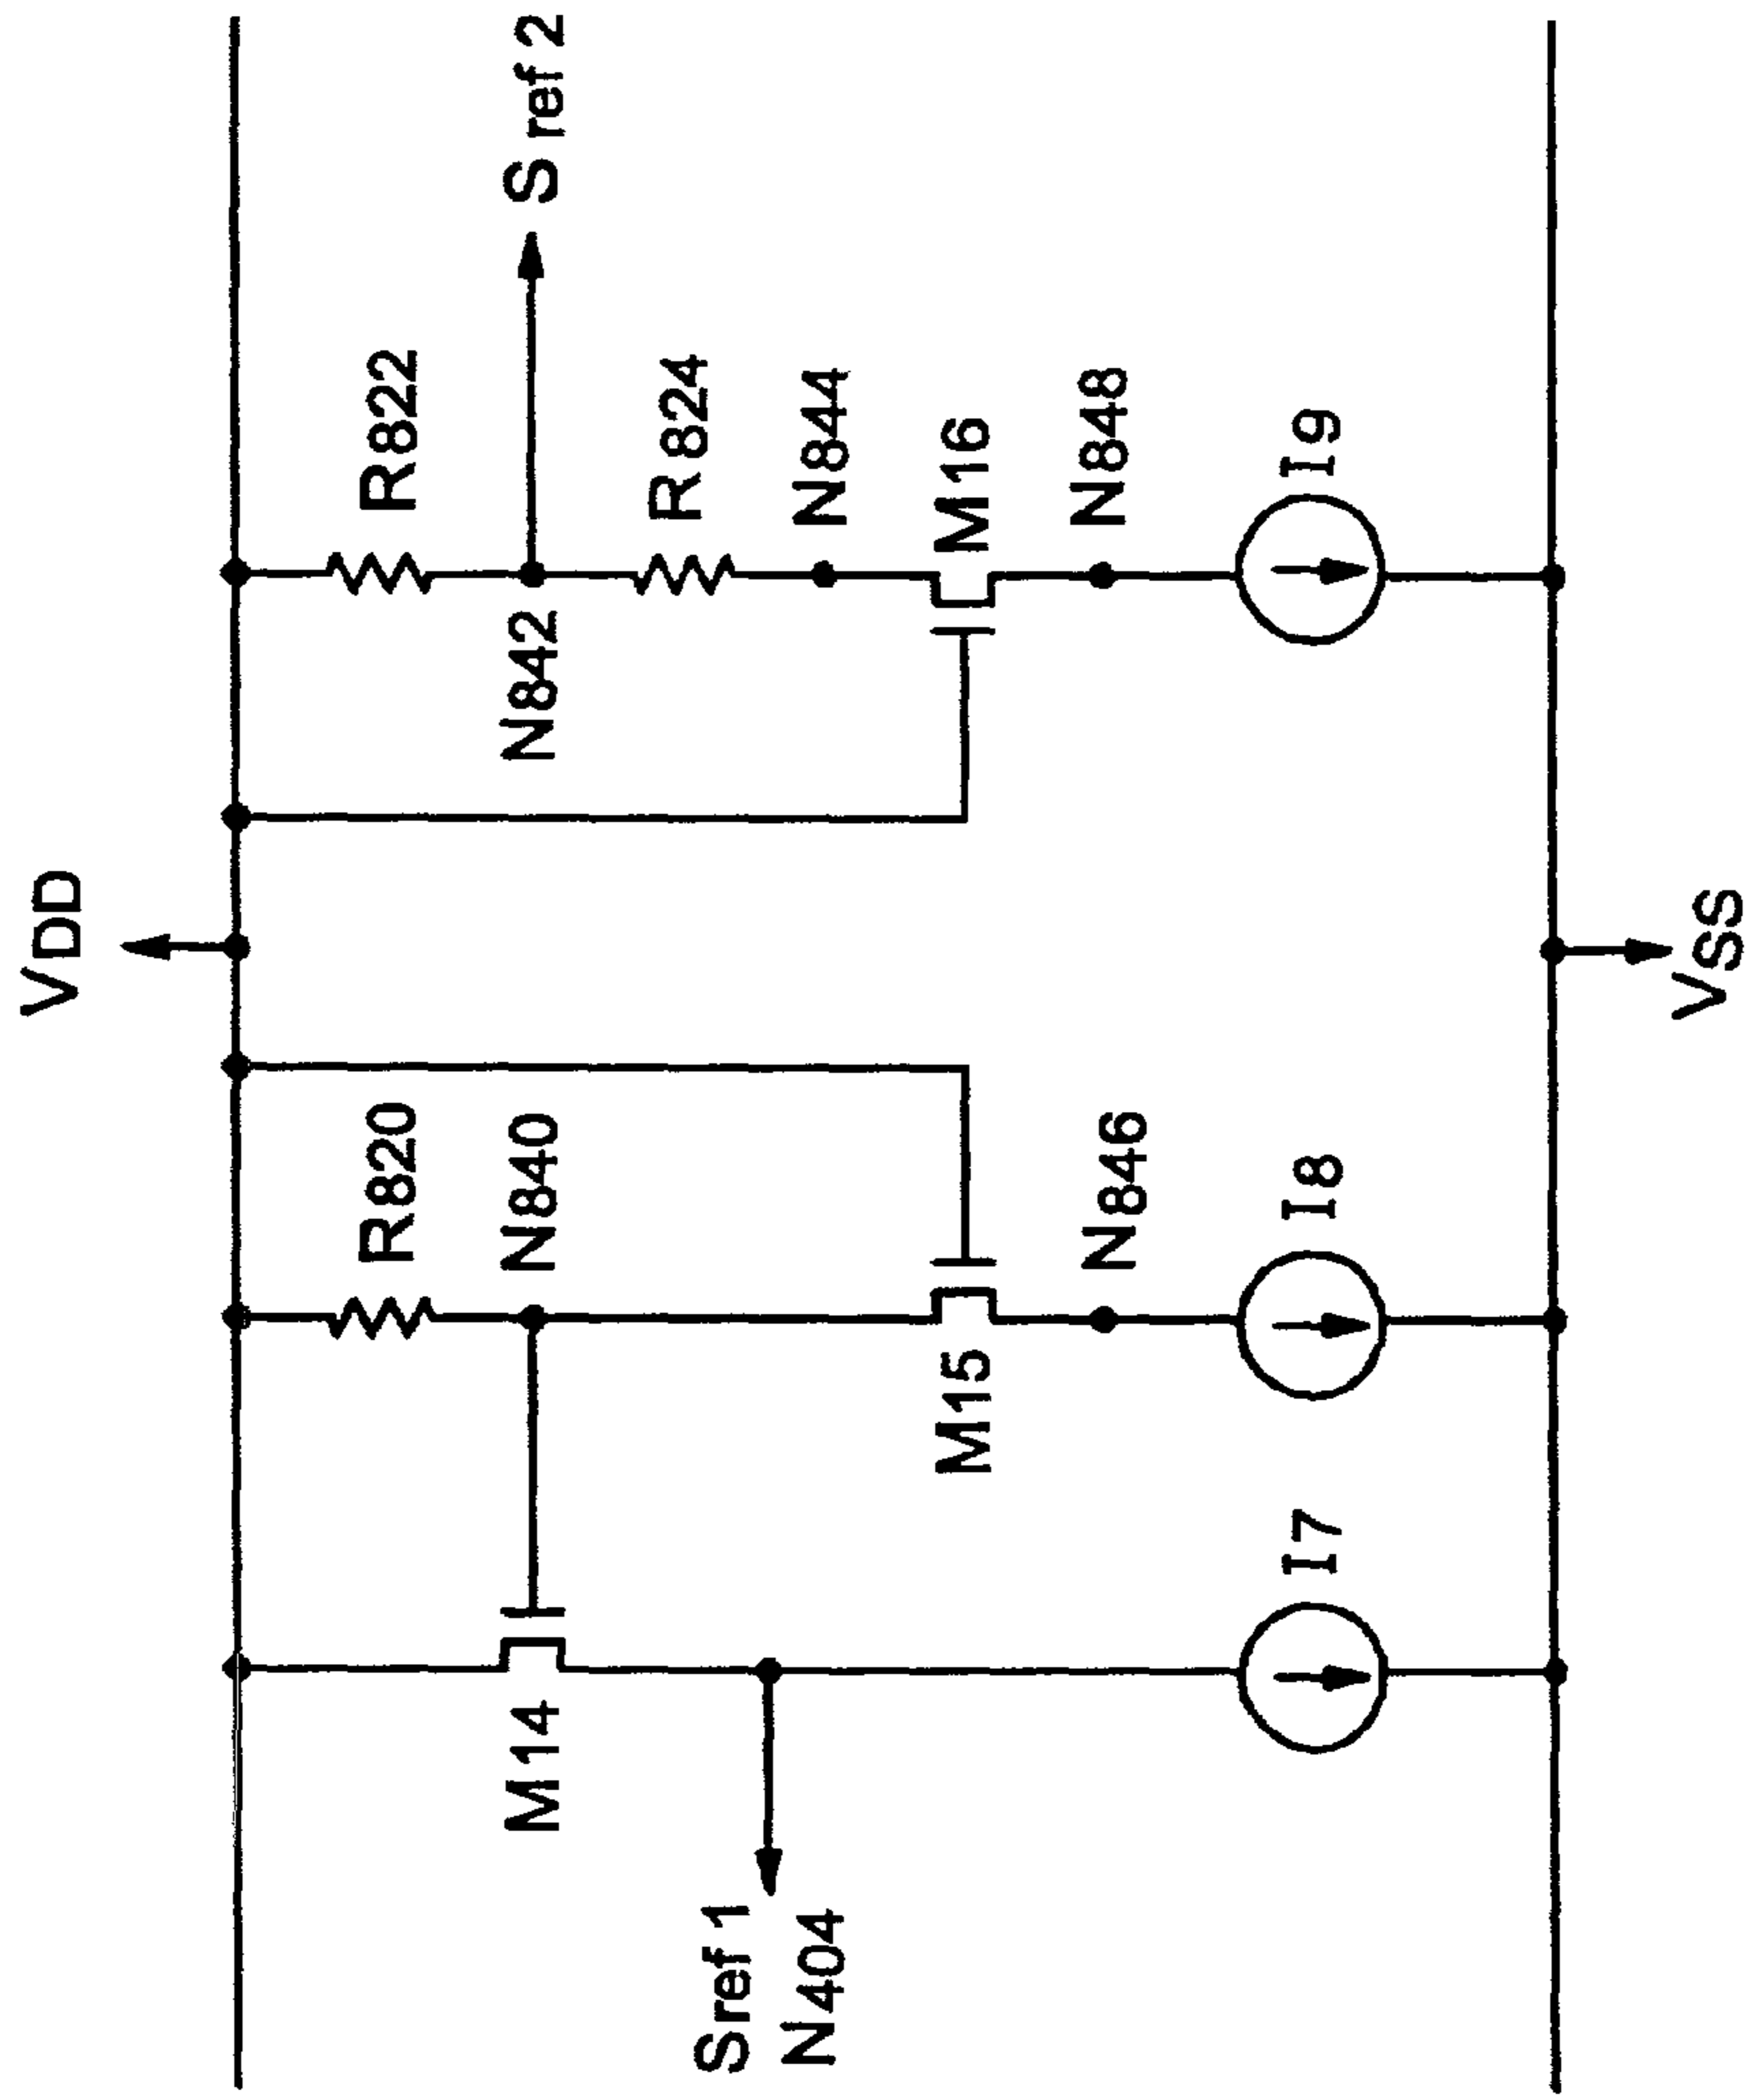 VDD
R820
R822
N840
N842
S ref 2
M14
R824
Sref 1
N404
N844
M15
M16
N846
N848
I7
I8
I9
VSS